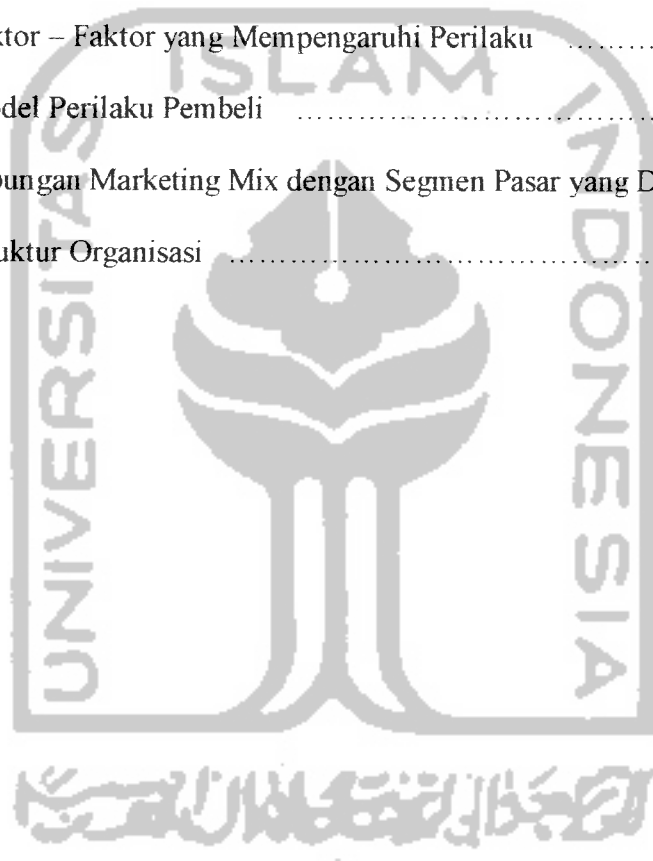 ktor – Faktor yang Mempengaruhi Perilaku .........
odel Perilaku Pembeli ..............................
bungan Marketing Mix dengan Segmen Pasar yang D
uktur Organisasi ....................................
UNIVERSITAS
ISLAM
INDONESIA